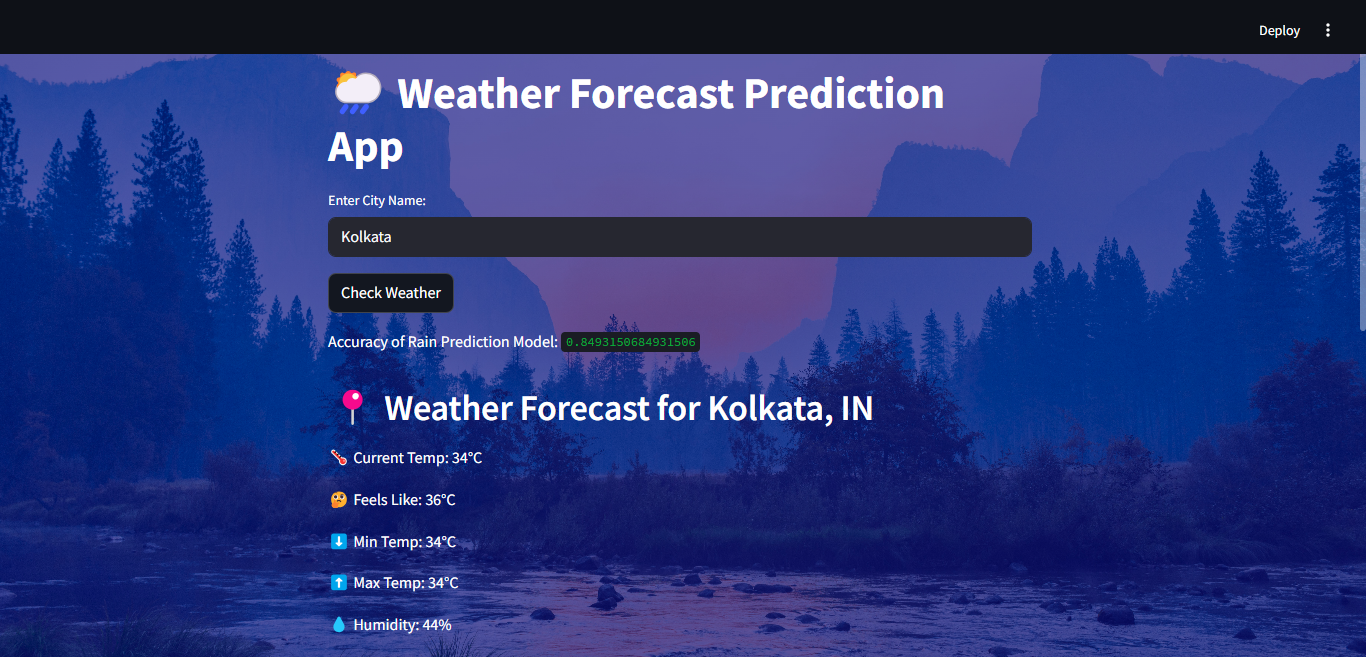 Deploy
Weather Forecast Prediction
App
Enter City Name:
Kolkata
Check Weather
Accuracy of Rain Prediction Model: 0.8493150684931506
Weather Forecast for Kolkata, IN
Current Temp: 34°C
Feels Like: 36°C
Min Temp: 34°C
Max Temp: 34°C
Humidity: 44%